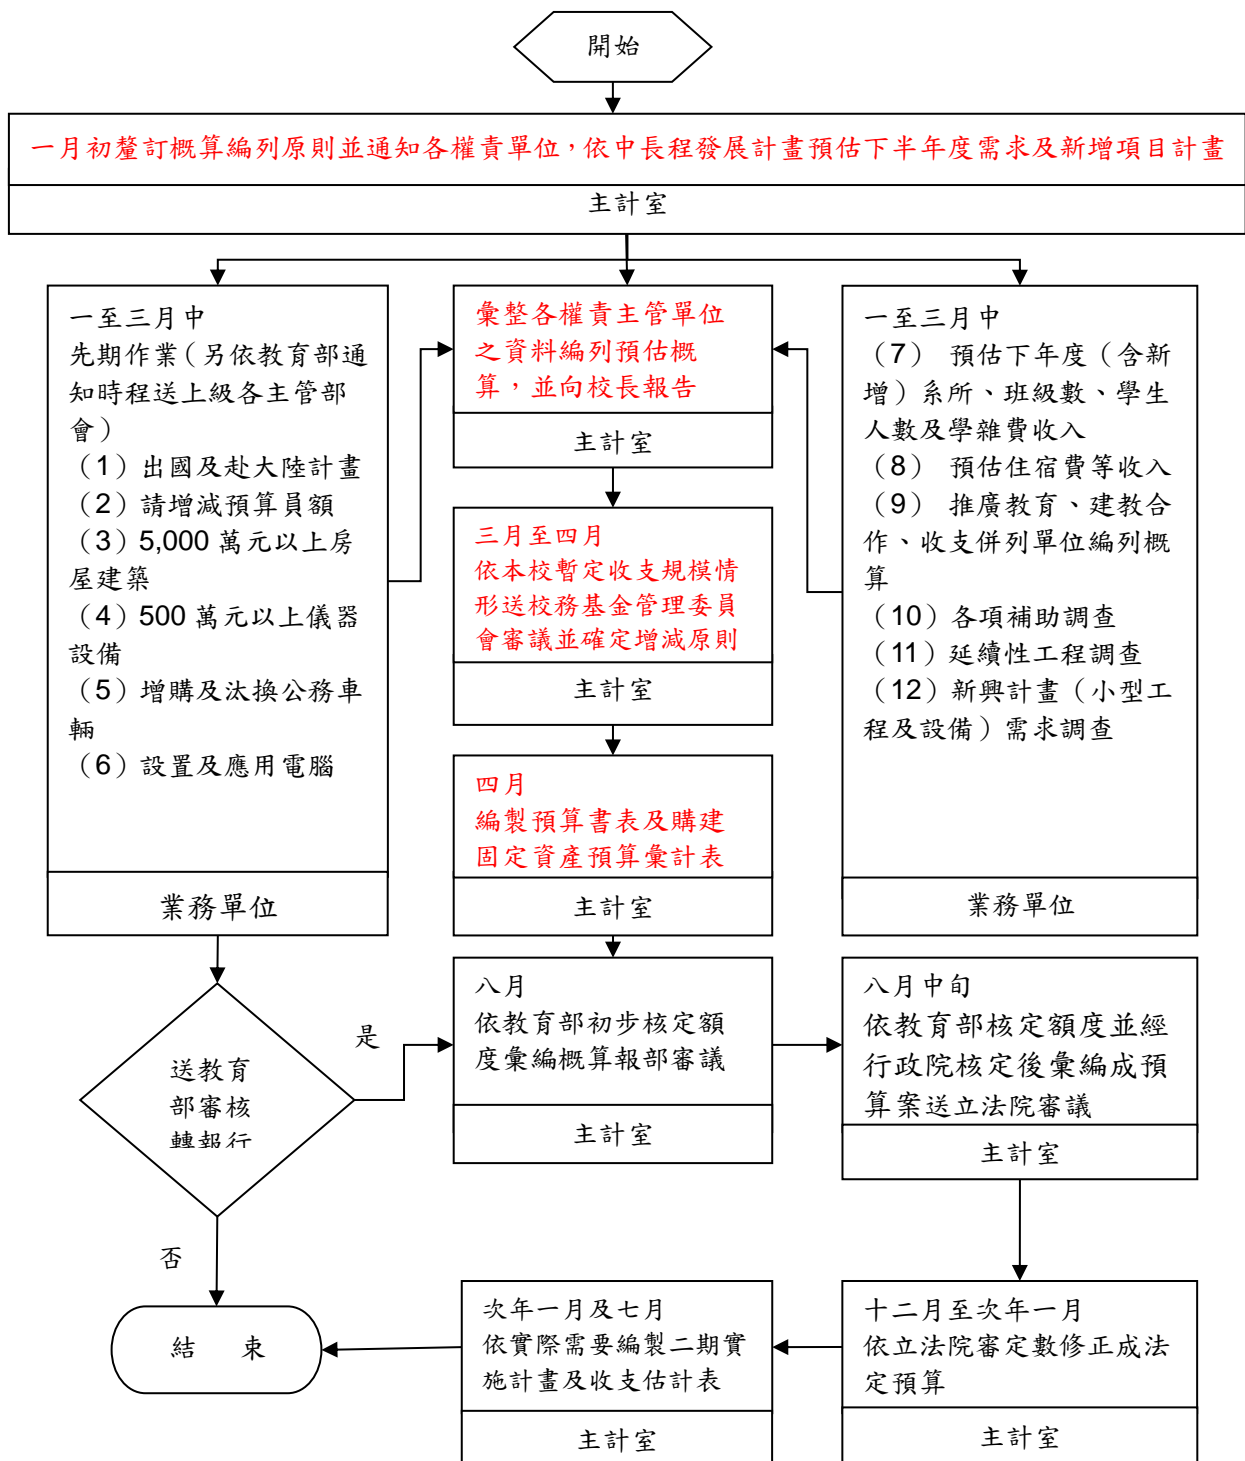 開始
一月初釐訂概算編列原則並通知各權責單位，依中長程發展計畫預估下半年度需求及新增項目計畫
主計室
一至三月中
先期作業（另依教育部通
知時程送上級各主管部
會）
（1）出國及赴大陸計畫
（2）請增減預算員額
（3）5,000 萬元以上房
屋建築
（4）500 萬元以上儀器
設備
（5）增購及汰換公務車
輛
（6）設置及應用電腦
業務單位
彙整各權責主管單位
之資料編列預估概
算，並向校長報告
主計室
三月至四月
依本校暫定收支規模情
形送校務基金管理委員
會審議並確定增減原則
主計室
四月
編製預算書表及購建
固定資產預算彙計表
主計室
一至三月中
（7） 預估下年度（含新
增）系所、班級數、學生
人數及學雜費收入
（8） 預估住宿費等收入
（9） 推廣教育、建教合
作、收支併列單位編列概
算
（10）各項補助調查
（11）延續性工程調查
（12）新興計畫（小型工
程及設備）需求調查
業務單位
送教育
部審核
轉報行
是
否
八月
依教育部初步核定額
度彙編概算報部審議
主計室
八月中旬
依教育部核定額度並經
行政院核定後彙編成預
算案送立法院審議
主計室
十二月至次年一月
依立法院審定數修正成法
定預算
主計室
次年一月及七月
依實際需要編製二期實
施計畫及收支估計表
主計室
結　束